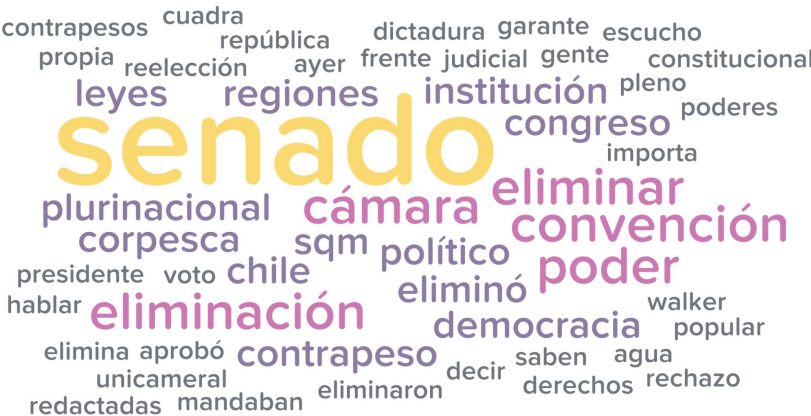 contrapesos cuadra república dictadura garante escucho
propia reelección ayer frente judicial gente constitucional
leyes regiones institución pleno
senado congreso poderes
importa
plurinacional cámara eliminar
convención
corpesca sqm político
presidente voto chile eliminó poder
hablar eliminación walker
democracia popular
elimina aprobó contrapeso decir saben agua
unicameral eliminaron derechos rechazo
redactadas mandaban